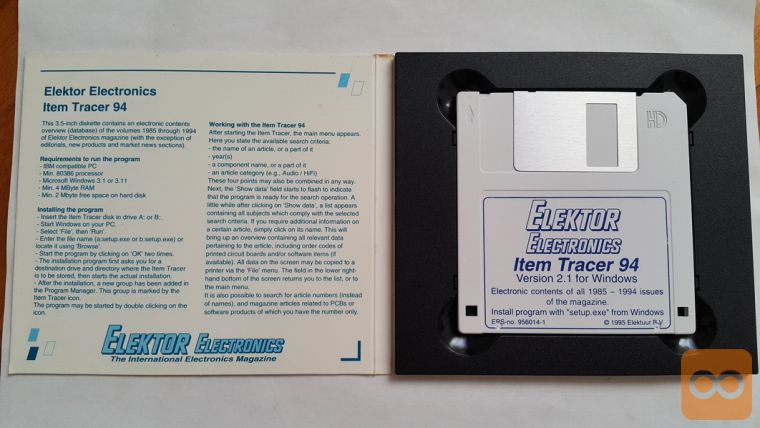 Elektor Electronics
Item Tracer 94
This 3.5-inch diskette contains an electronic contents
overview (database) of the volumes 1985 through 1994
of Elektor Electronics magazine (with the exception of
editorials, new products and market news sections).
Requirements to run the program
- IBM compatible PC
- Min. 80386 processor
- Microsoft Windows 3.1 or 3.11
- Min. 4 MByte RAM
- Min. 2 Mbyte free space on hard disk
Installing the program
- Insert the Item Tracer disk in drive A: or B:.
- Start Windows on your PC.
- Select 'File', then 'Run'.
- Enter the file name (a:setup.exe or b:setup.exe) or
locate it using 'Browse'.
- Start the program by clicking on 'OK' two times.
- The installation program first asks you for a
destination drive and directory where the Item Tracer
is to be stored, then starts the actual installation.
- After the installation, a new group has been added in
the Program Manager. This group is marked by the
Item Tracer icon.
The program may be started by double clicking on the
icon.
Working with the Item Tracer 94
After starting the Item Tracer, the main menu appears.
Here you state the available search criteria:
- the name of an article, or a part of it
- year(s)
- a component name, or a part of it
- an article category (e.g., Audio / HiFi)
These four points may also be combined in any way.
Next, the 'Show data' field starts to flash to indicate
that the program is ready for the search operation. A
little while after clicking on 'Show data', a list appears
containing all subjects which comply with the selected
search criteria. If you require additional information on
a certain article, simply click on its name. This will
bring up an overview containing all relevant data
pertaining to the article, including order codes of
printed circuit boards and/or software items (if
available). All data on the screen may be copied to a
printer via the 'File' menu. The field in the lower right-
hand bottom of the screen returns you to the list, or to
the main menu.
It is also possible to search for article numbers (instead
of names), and magazine articles related to PCBs or
software products of which you have the number only.
ELEKTOR ELECTRONICS
The International Electronics Magazine
HD
ELEKTOR
ELECTRONICS
Item Tracer 94
Version 2.1 for Windows
Electronic contents of all 1985 – 1994 issues
of the magazine.
Install program with "setup.exe" from Windows
EPS-no. 956014-1
© 1995 Elektuur B.V.